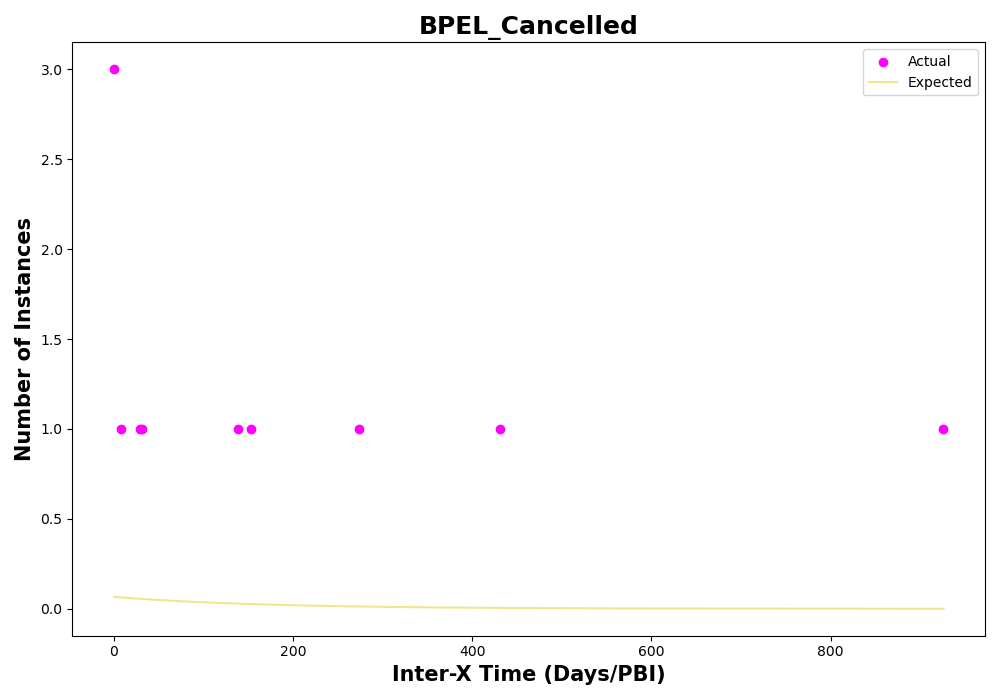 BPEL_Cancelled
Actual
Expected
3.0
2.5
2.0
1.5
1.0
0.5
0.0
Number of Instances
0
200
400
600
800
Inter-X Time (Days/PBI)